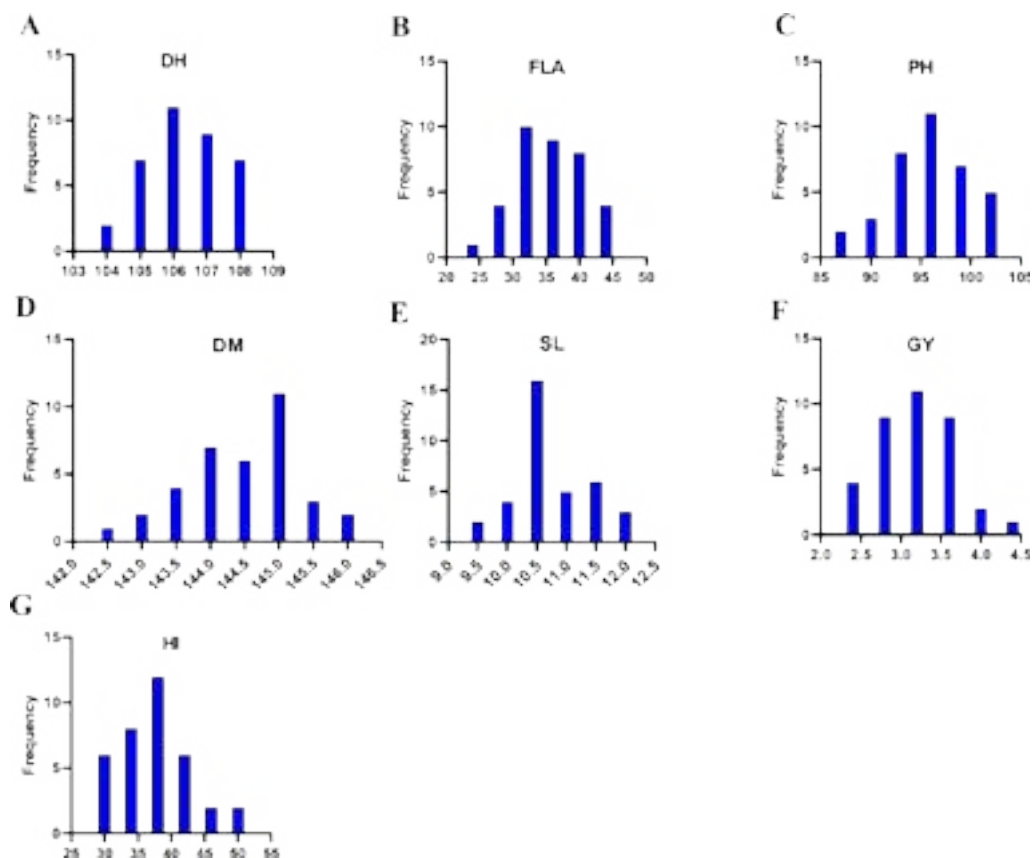 A
DH
Frequency
15
10
5
0
103 104 105 106 107 108 109
B
FLA
Frequency
15
10
5
0
20 25 30 35 40 45 50
C
PH
Frequency
15
10
5
0
85 90 95 100 105
D
DM
Frequency
15
10
5
0
142.5 143.0 143.5 144.0 144.5 145.0 145.5 146.0 146.5
E
SL
Frequency
20
15
10
5
0
9.0 9.5 10.0 10.5 11.0 11.5 12.0 12.5
F
GY
Frequency
15
10
5
0
2.0 2.5 3.0 3.5 4.0 4.5
G
HI
Frequency
15
10
5
0
25 30 35 40 45 50 55